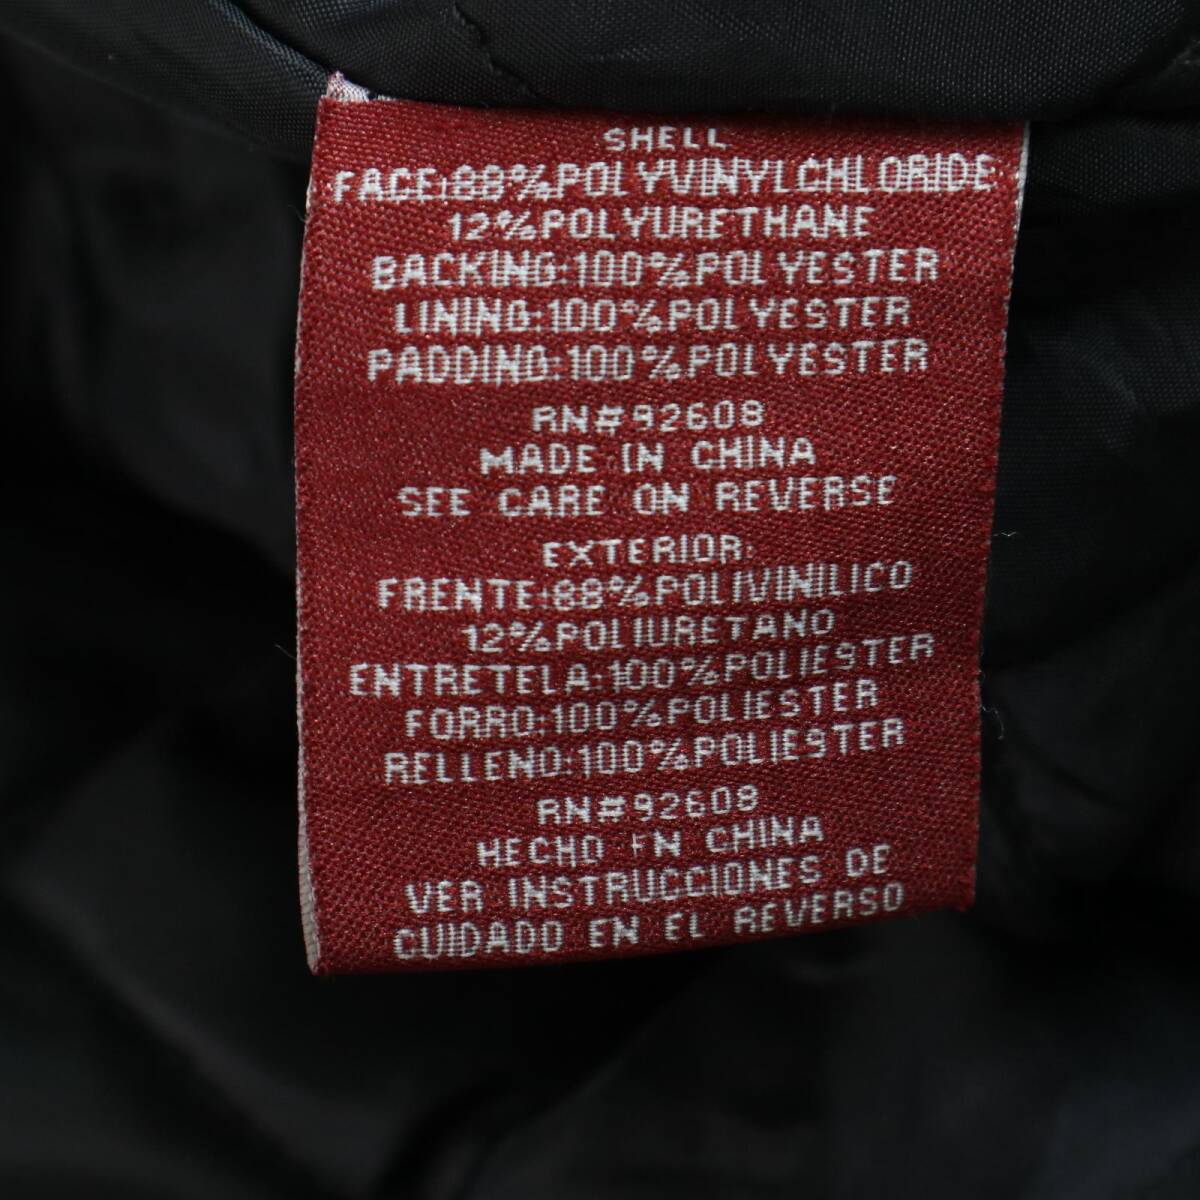 SHELL
FACE:88%POLYVINYLCHLORIDE
12%POLYURETHANE
BACKING:100%POLYESTER
LINING:100%POLYESTER
PADDING:100%POLYESTER
RN#92608
MADE IN CHINA
SEE CARE ON REVERSE
EXTERIOR:
FRENTE:88%POLIVINILICO
12%POLIURETANO
ENTRETELA:100%POLIESTER
FORRO:100%POLIESTER
RELLENO:100%POLIESTER
RN#92608
HECHO EN CHINA
VER INSTRUCCIONES DE
CUIDADO EN EL REVERSO